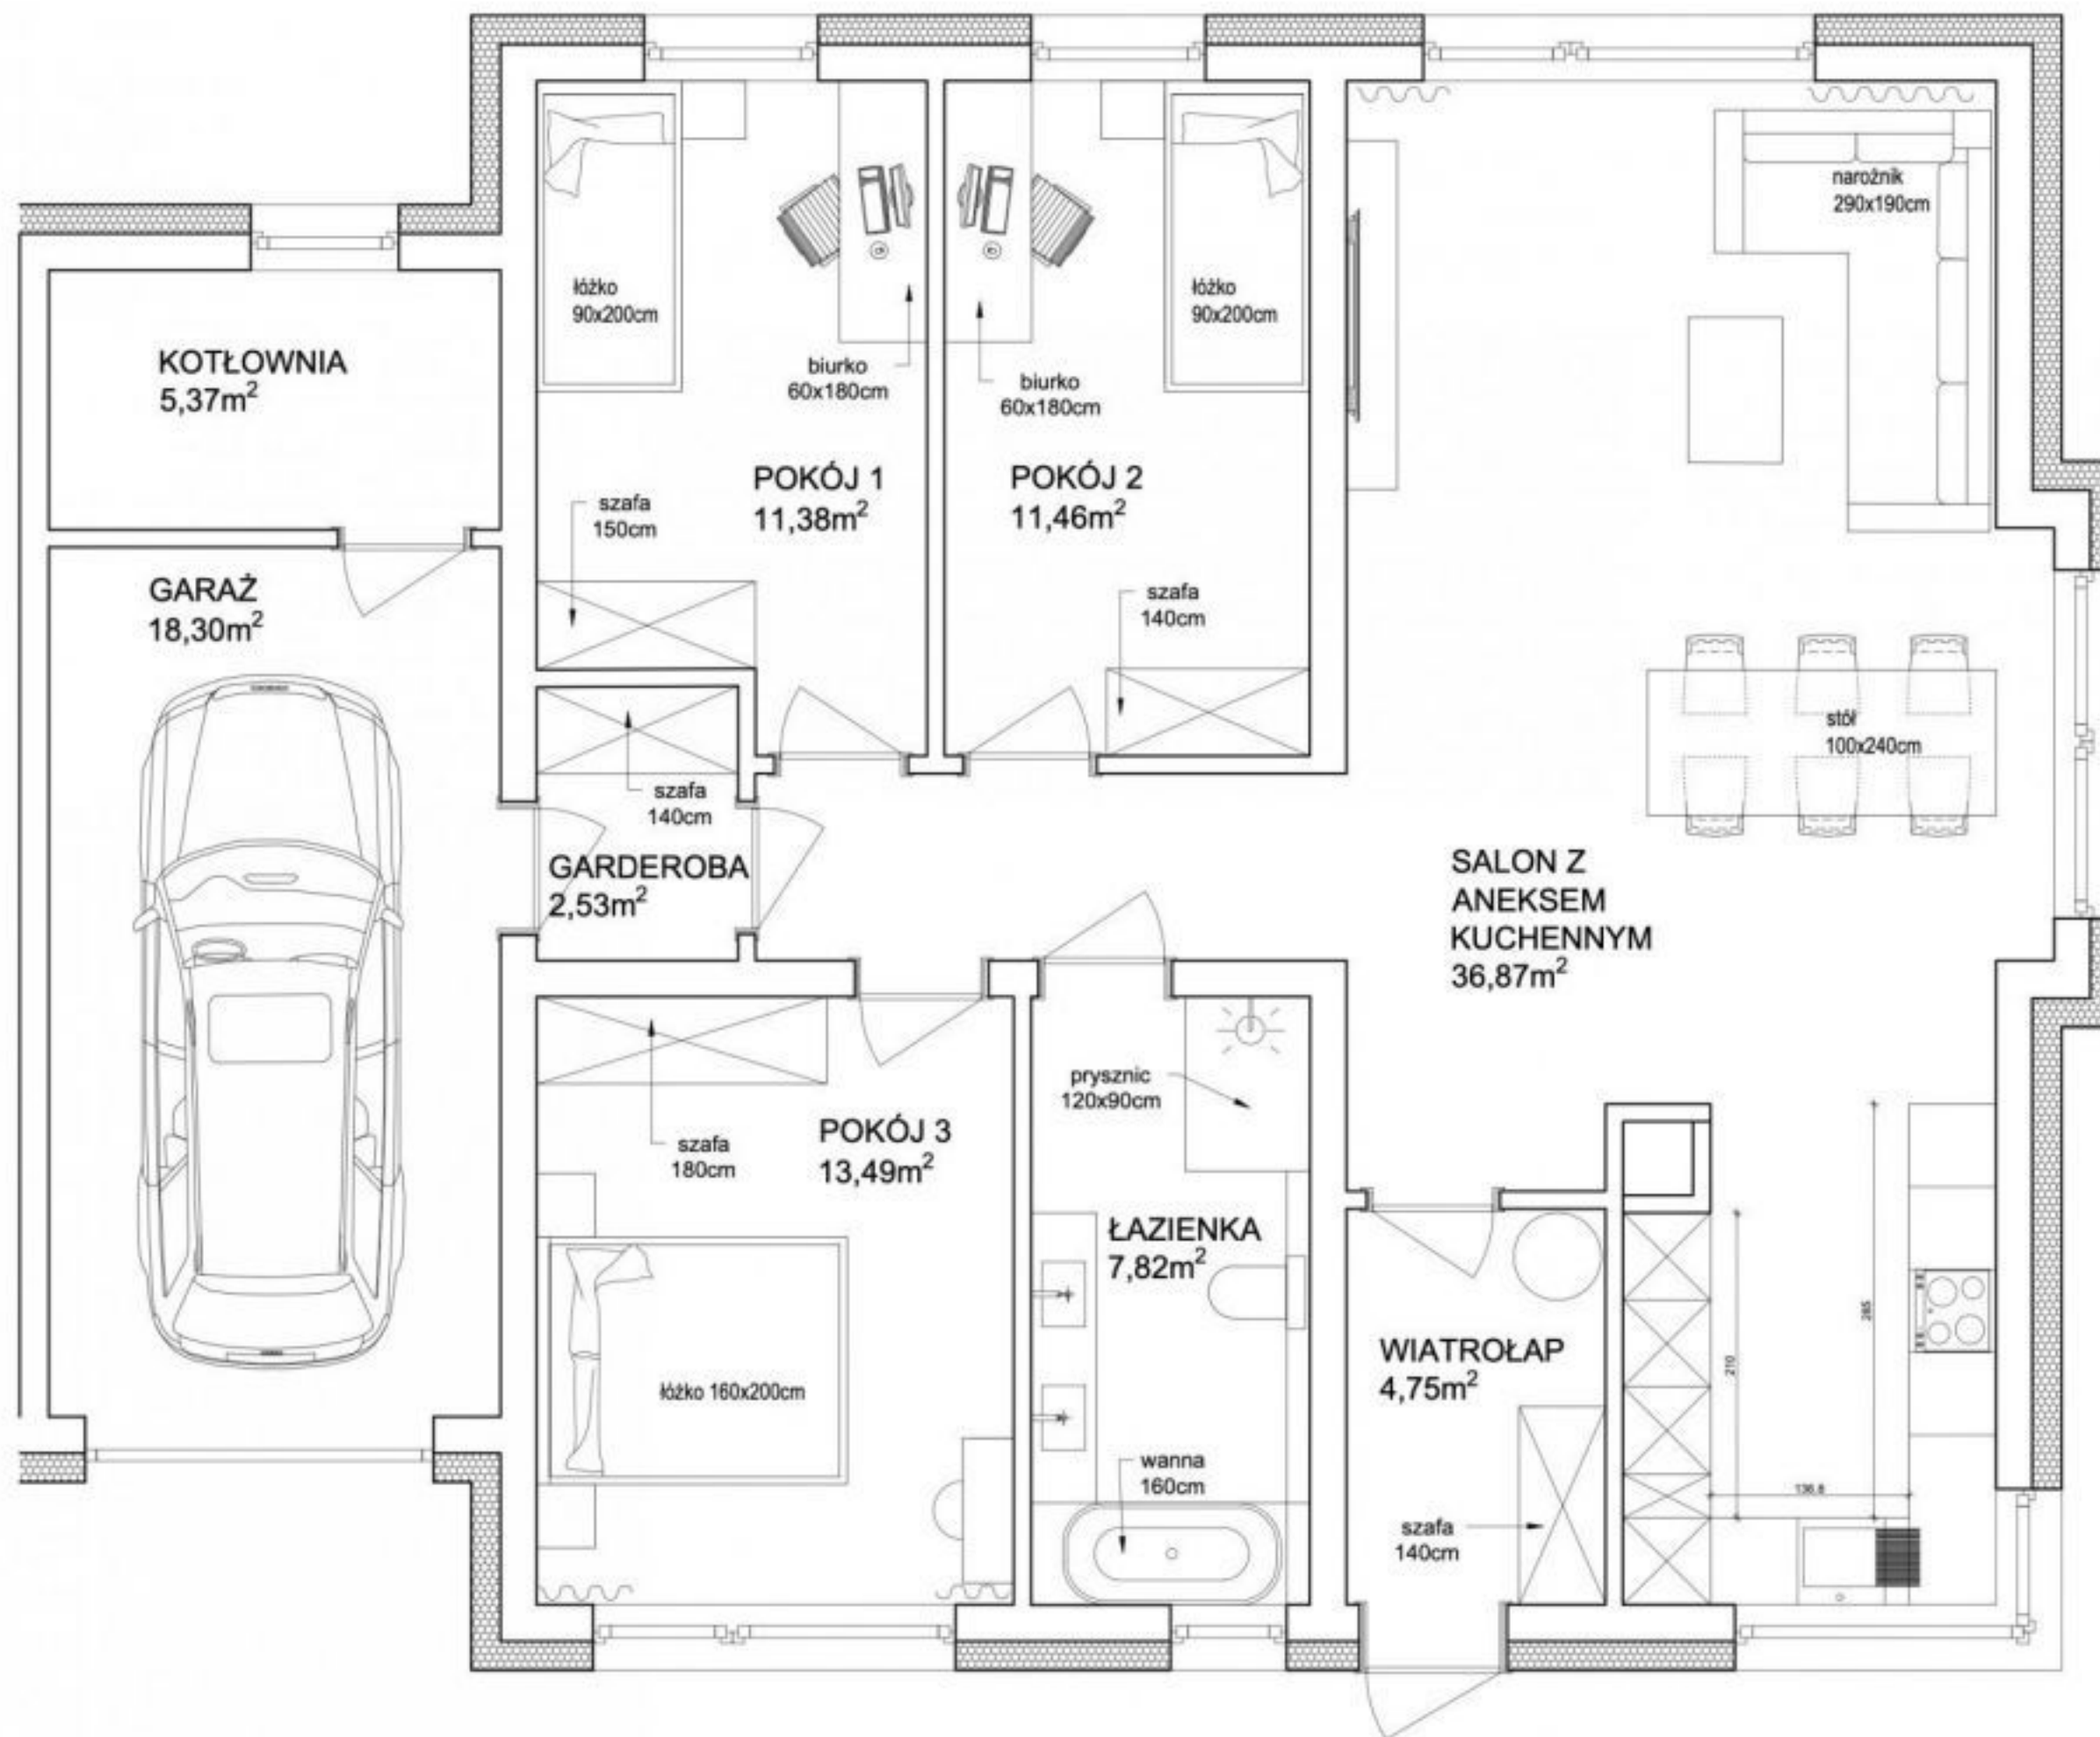 narożnik
290x190cm
łóżko
90x200cm
łóżko
90x200cm
KOTŁOWNIA
5,37m²
biurko
60x180cm
biurko
60x180cm
POKÓJ 1
11,38m²
POKÓJ 2
11,46m²
szafa
150cm
GARAŻ
18,30m²
szafa
140cm
stół
100x240cm
szafa
140cm
GARDEROBA
2,53m²
SALON Z
ANEKSEM
KUCHENNYM
36,87m²
prysznic
120x90cm
POKÓJ 3
13,49m²
szafa
180cm
ŁAZIENKA
7,82m²
265
210
WIATROŁAP
4,75m²
łóżko 160x200cm
wanna
160cm
136,8
szafa
140cm